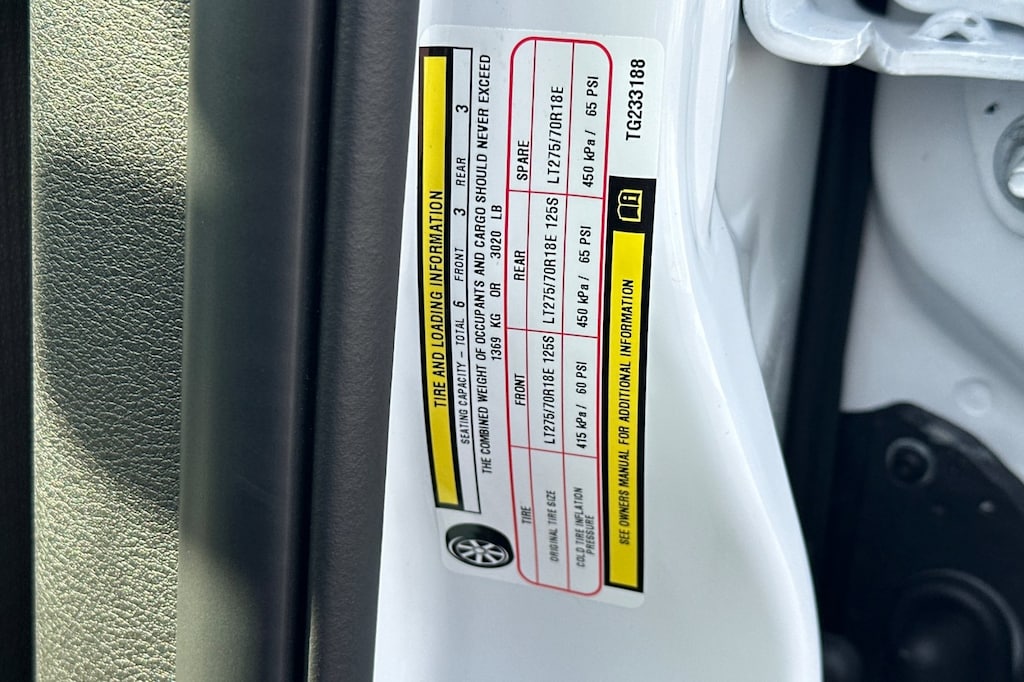 TIRE AND LOADING INFORMATION
SEATING CAPACITY – TOTAL 6 FRONT 3 REAR 3
THE COMBINED WEIGHT OF OCCUPANTS AND CARGO SHOULD NEVER EXCEED
1369 KG OR 3020 LB
TIRE FRONT REAR SPARE
ORIGINAL TIRE SIZE LT275/70R18E 125S LT275/70R18E 125S LT275/70R18E
COLD TIRE INFLATION PRESSURE 415 kPa / 60 PSI 450 kPa / 65 PSI 450 kPa / 65 PSI
SEE OWNERS MANUAL FOR ADDITIONAL INFORMATION
TG233188